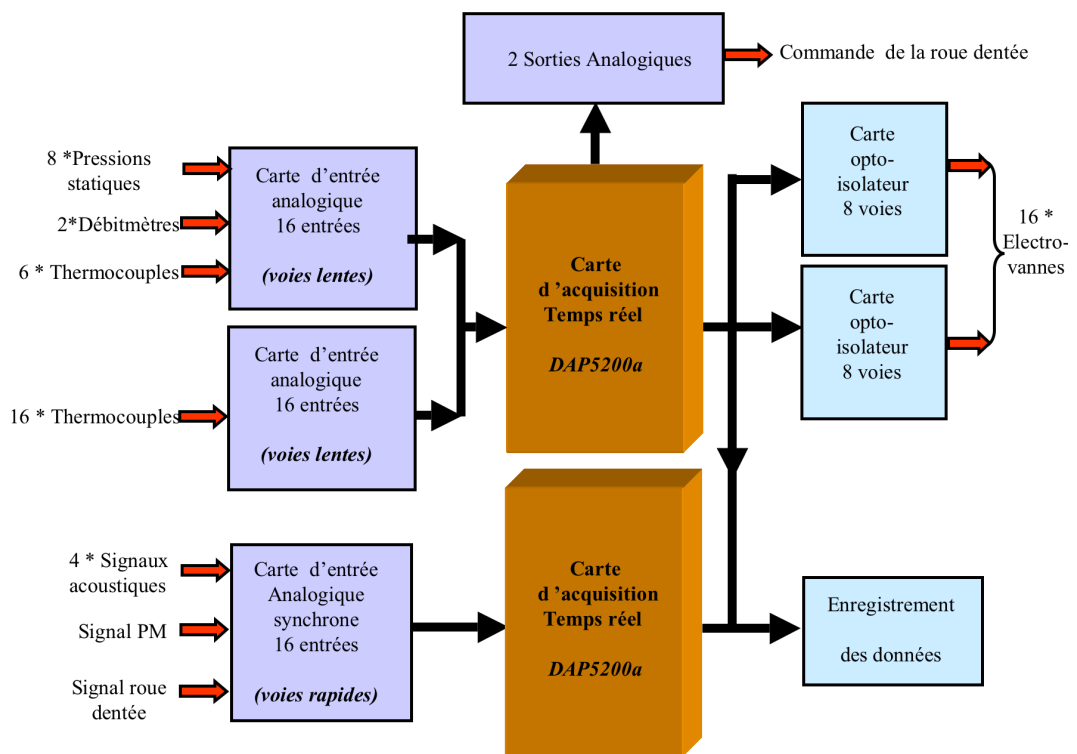 2 Sorties Analogiques
Commande  de la roue dentée
8 *Pressions
statiques
2*Débitmètres
6 * Thermocouples
Carte  d’entrée
analogique
16 entrées
(voies lentes)
16 * Thermocouples
Carte  d’entrée
analogique
16 entrées
(voies lentes)
Carte
d ’acquisition
Temps réel
DAP5200a
Carte
opto-
isolateur
8 voies
Carte
opto-
isolateur
8 voies
16 *
Electro-
vannes
4 * Signaux
acoustiques
Signal PM
Signal roue
dentée
Carte  d’entrée
Analogique
synchrone
16 entrées
(voies rapides)
Carte
d ’acquisition
Temps réel
DAP5200a
Enregistrement
des données